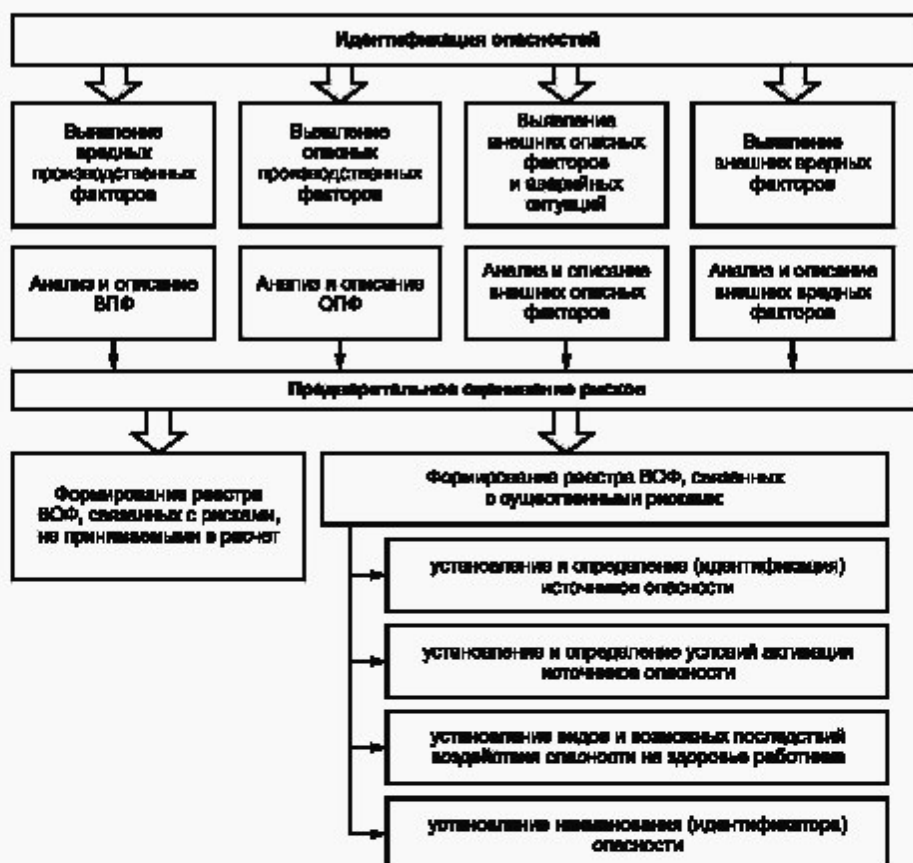 Идентификация опасностей
Выявление
вредных
производственных
факторов
Выявление
опасных
производственных
факторов
Выявление
внешних опасных
факторов
и аварийных
ситуаций
Выявление
внешних вредных
факторов
Анализ и описание
ВПФ
Анализ и описание
ОПФ
Анализ и описание
внешних опасных
факторов
Анализ и описание
внешних вредных
факторов
Предварительное оценивание рисков
Формирование реестра
ВОФ, связанных с рисками,
не принимаемыми в расчет
Формирование реестра ВОФ, связанных
с существенными рисками:
установление и определение (идентификация)
источников опасности
установление и определение условий активации
источников опасности
установление видов и возможных последствий
воздействия опасности на здоровье работников
установление наименования (идентификатора)
опасности